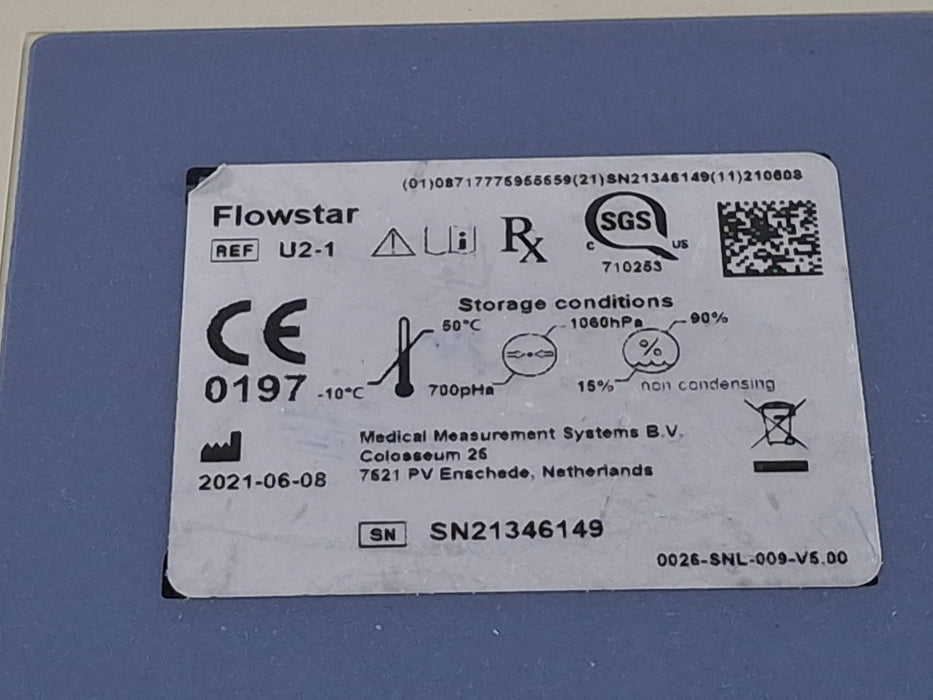 (01)08717775955559(21)SN21346149(11)210608
Flowstar
REF U2-1
Rx
SGS
C US
710253
Storage conditions
50°C 1060hPa 90%
%
-10°C 700pHa 15% non condensing
CE
0197
2021-06-08
Medical Measurement Systems B.V.
Colosseum 25
7521 PV Enschede, Netherlands
SN SN21346149
0026-SNL-009-V5.00